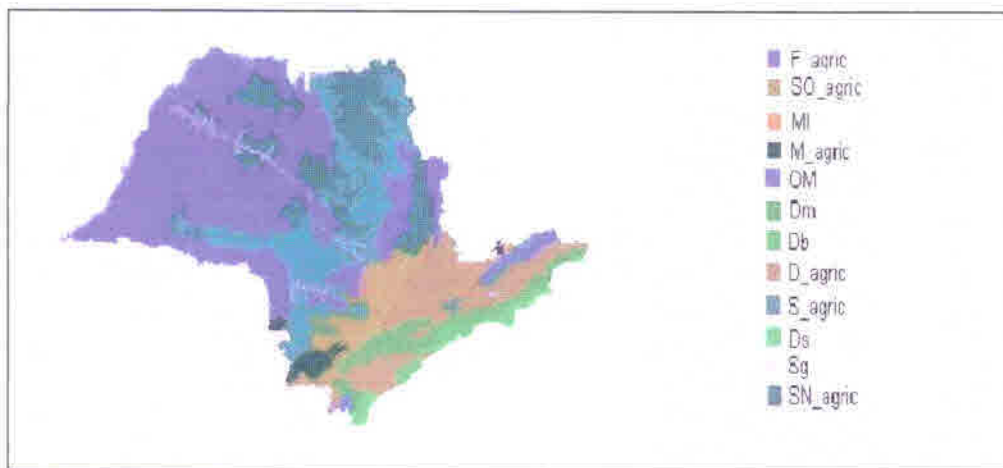 F_agric
SO_agric
Ml
M_agric
OM
Dm
Db
D_agric
S_agric
Ds
Sg
SN_agric